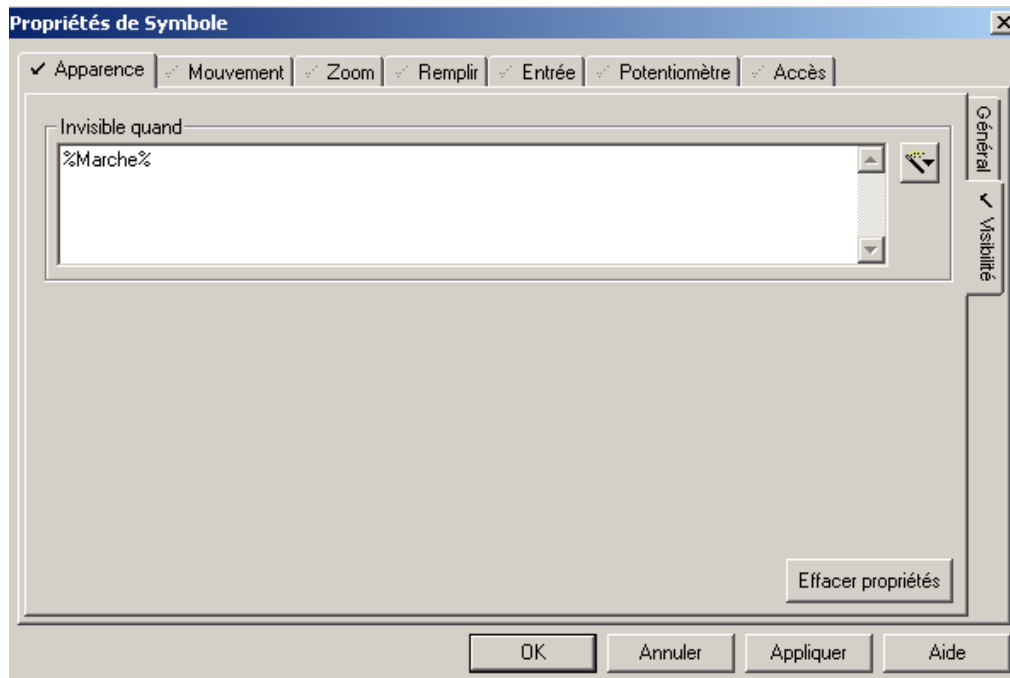 Propriétés de Symbole
Apparence Mouvement Zoom Remplir Entrée Potentiomètre Accès
Général
Visibilité
Invisible quand
%Marche%
Effacer propriétés
OK Annuler Appliquer Aide